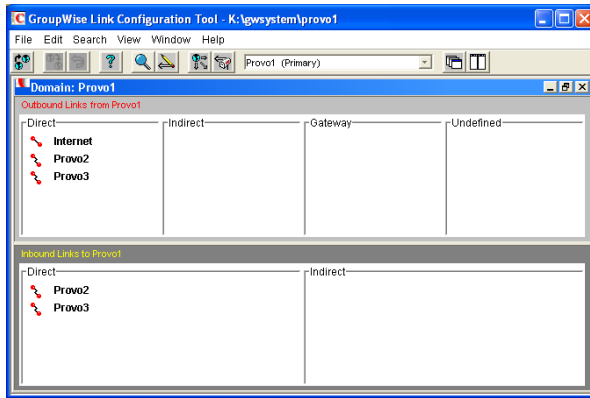 GroupWise Link Configuration Tool - K:\gwsystem\provo1
File Edit Search View Window Help
Provo1 (Primary)
Domain: Provo1
Outbound Links from Provo1
Direct Indirect Gateway Undefined
Internet
Provo2
Provo3
Inbound Links to Provo1
Direct Indirect
Provo2
Provo3